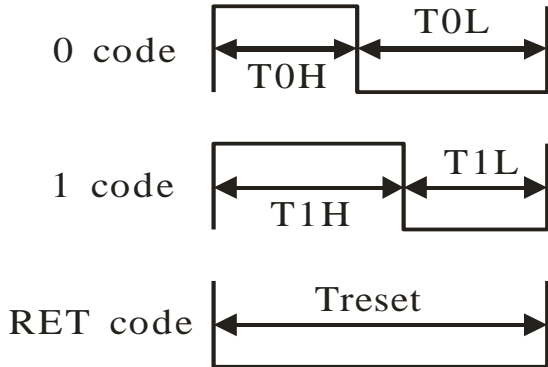 T0L
0 code
T0H
T1L
1 code
T1H
Treset
RET code